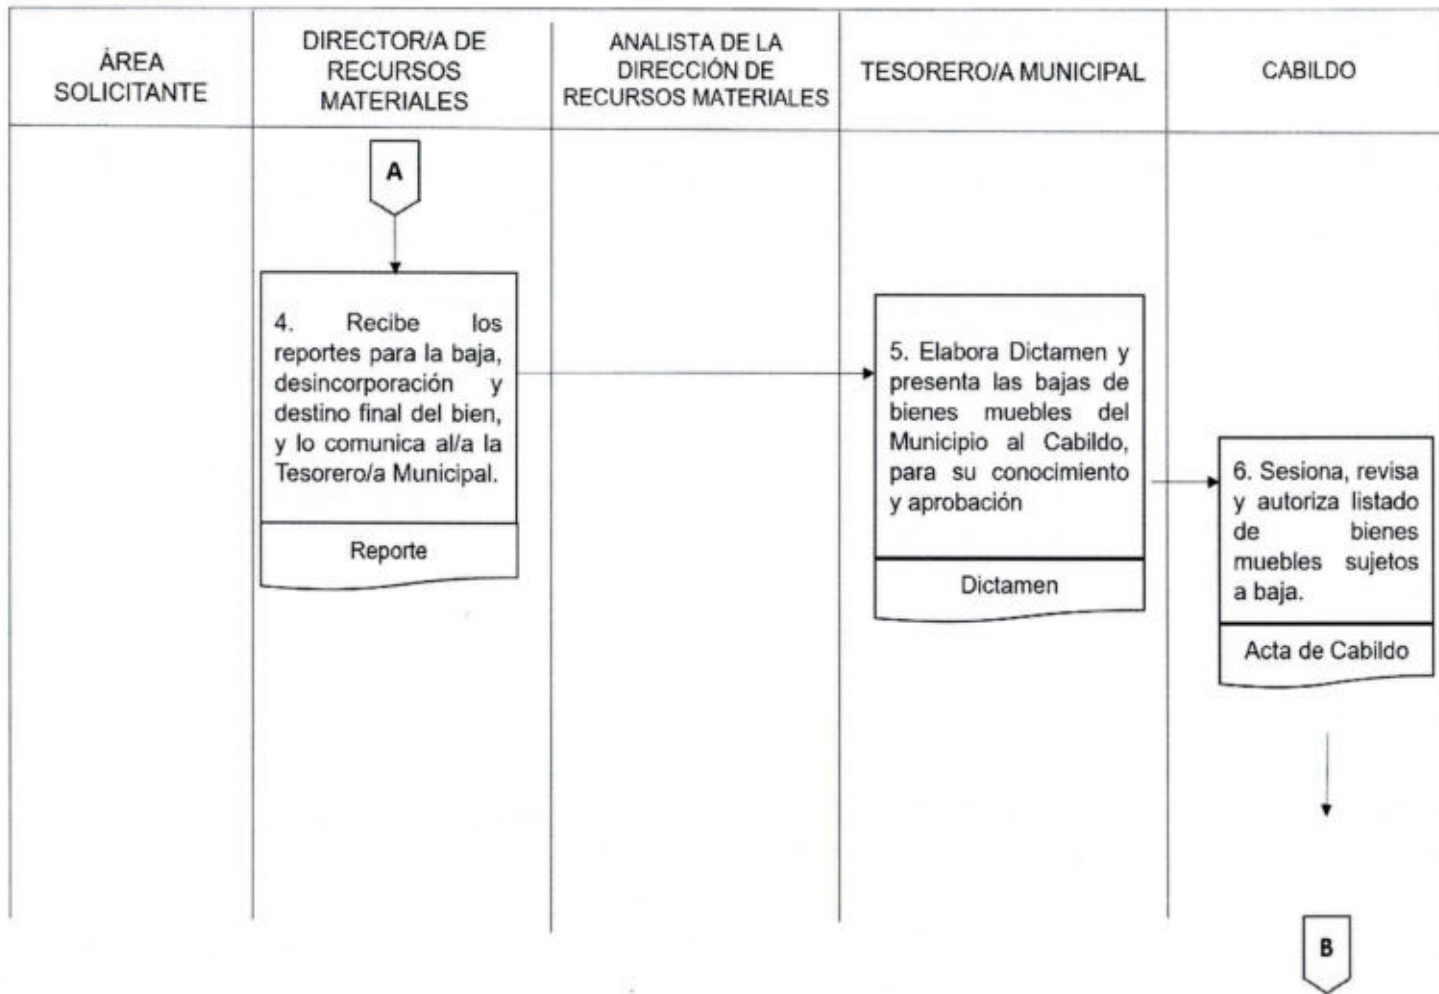 ÁREA
SOLICITANTE
DIRECTOR/A DE
RECURSOS
MATERIALES
ANALISTA DE LA
DIRECCIÓN DE
RECURSOS MATERIALES
TESORERO/A MUNICIPAL
CABILDO
A
4. Recibe los
reportes para la baja,
desincorporación y
destino final del bien,
y lo comunica al/a la
Tesorero/a Municipal.
Reporte
5. Elabora Dictamen y
presenta las bajas de
bienes muebles del
Municipio al Cabildo,
para su conocimiento
y aprobación
Dictamen
6. Sesiona, revisa
y autoriza listado
de bienes
muebles sujetos
a baja.
Acta de Cabildo
B